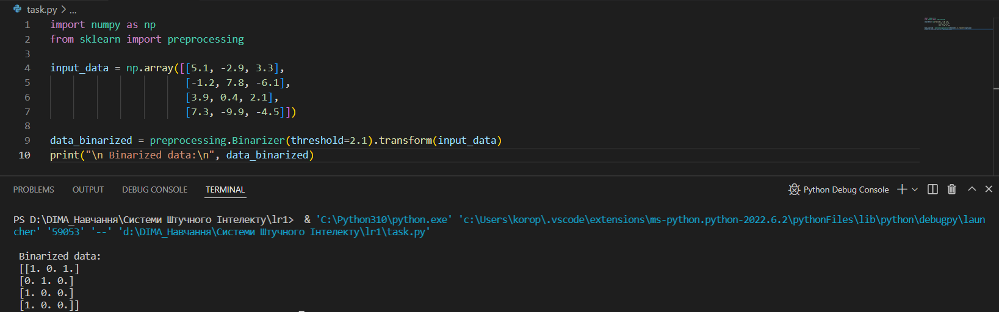 task.py > ...
1 import numpy as np
2 from sklearn import preprocessing
3
4 input_data = np.array([[5.1, -2.9, 3.3],
5 [-1.2, 7.8, -6.1],
6 [3.9, 0.4, 2.1],
7 [7.3, -9.9, -4.5]])
8
9 data_binarized = preprocessing.Binarizer(threshold=2.1).transform(input_data)
10 print("\n Binarized data:\n", data_binarized)
PROBLEMS OUTPUT DEBUG CONSOLE TERMINAL Python Debug Console
PS D:\DIMA_Навчання\Системи Штучного Інтелекту\lr1> & 'C:\Python310\python.exe' 'c:\Users\korop\.vscode\extensions\ms-python.python-2022.6.2\pythonFiles\lib\python\debugpy\laun
cher' '59053' '--' 'd:\DIMA_Навчання\Системи Штучного Інтелекту\lr1\task.py'
Binarized data:
[[1. 0. 1.]
[0. 1. 0.]
[1. 0. 0.]
[1. 0. 0.]]